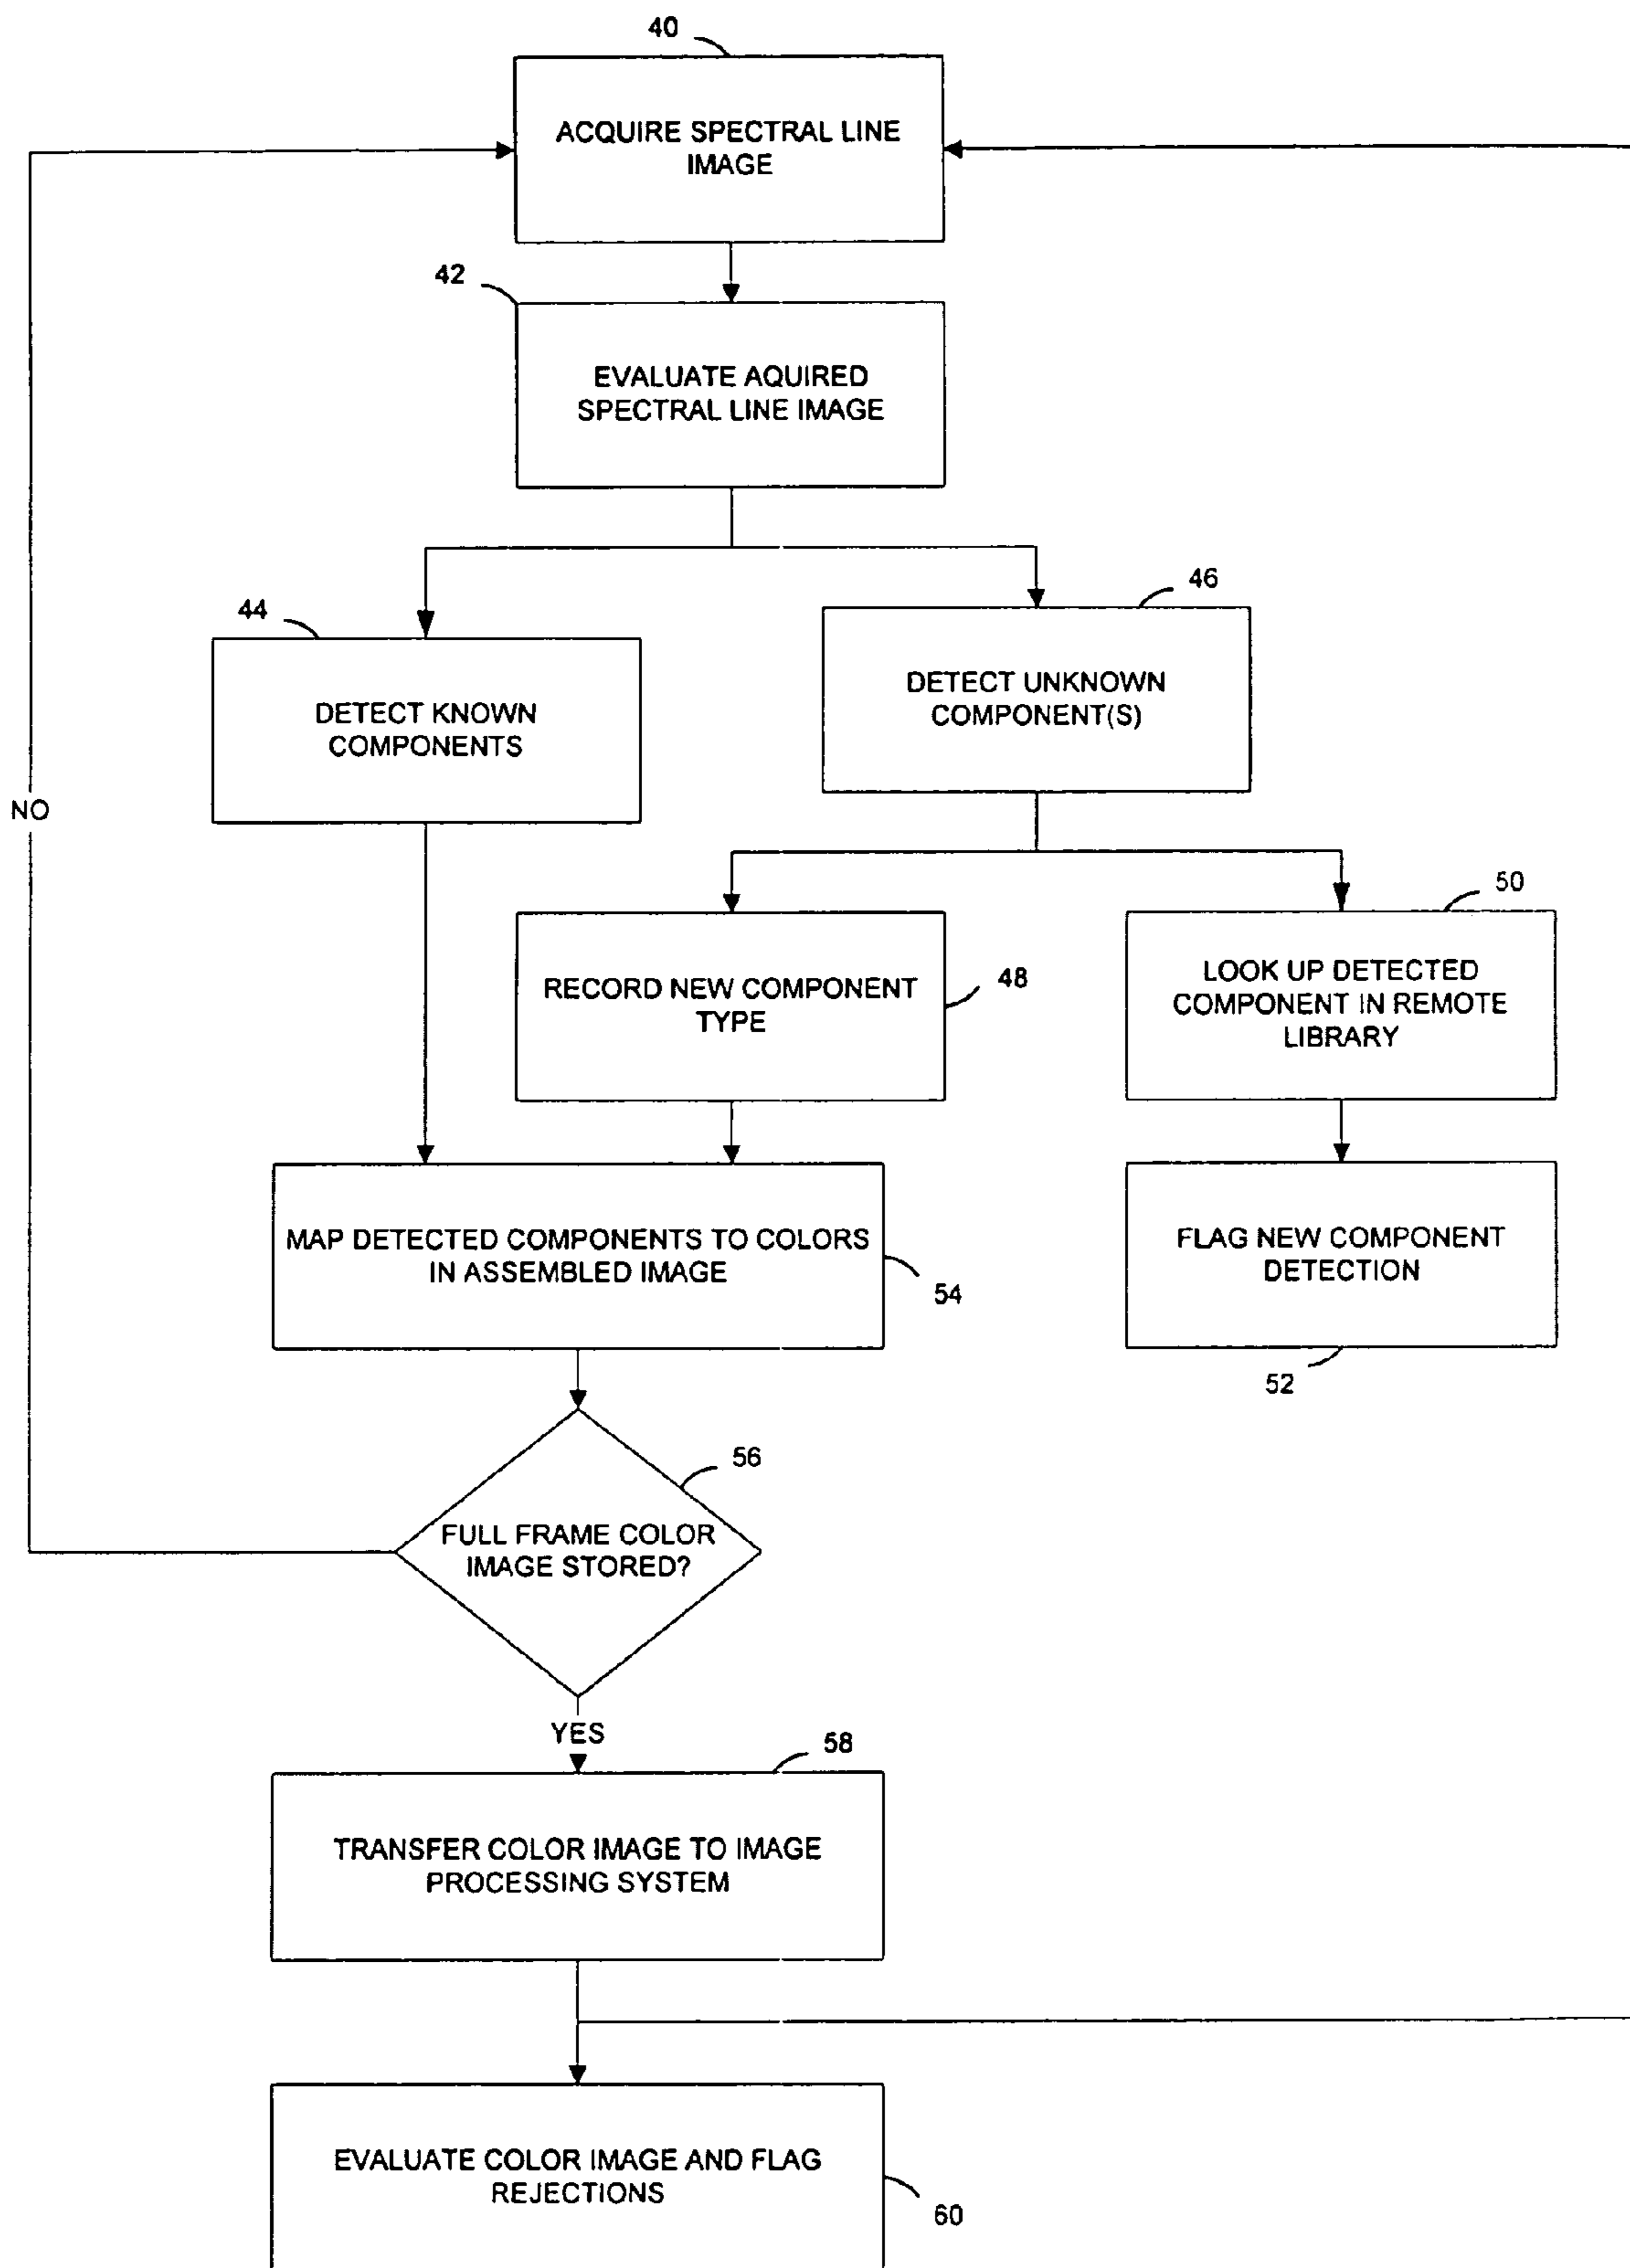 40
ACQUIRE SPECTRAL LINE
IMAGE
42
EVALUATE AQUIRED
SPECTRAL LINE IMAGE
44
DETECT KNOWN
COMPONENTS
46
DETECT UNKNOWN
COMPONENT(S)
NO
RECORD NEW COMPONENT
TYPE
48
50
LOOK UP DETECTED
COMPONENT IN REMOTE
LIBRARY
MAP DETECTED COMPONENTS TO COLORS
IN ASSEMBLED IMAGE
54
FLAG NEW COMPONENT
DETECTION
52
56
FULL FRAME COLOR
IMAGE STORED?
YES
58
TRANSFER COLOR IMAGE TO IMAGE
PROCESSING SYSTEM
EVALUATE COLOR IMAGE AND FLAG
REJECTIONS
60